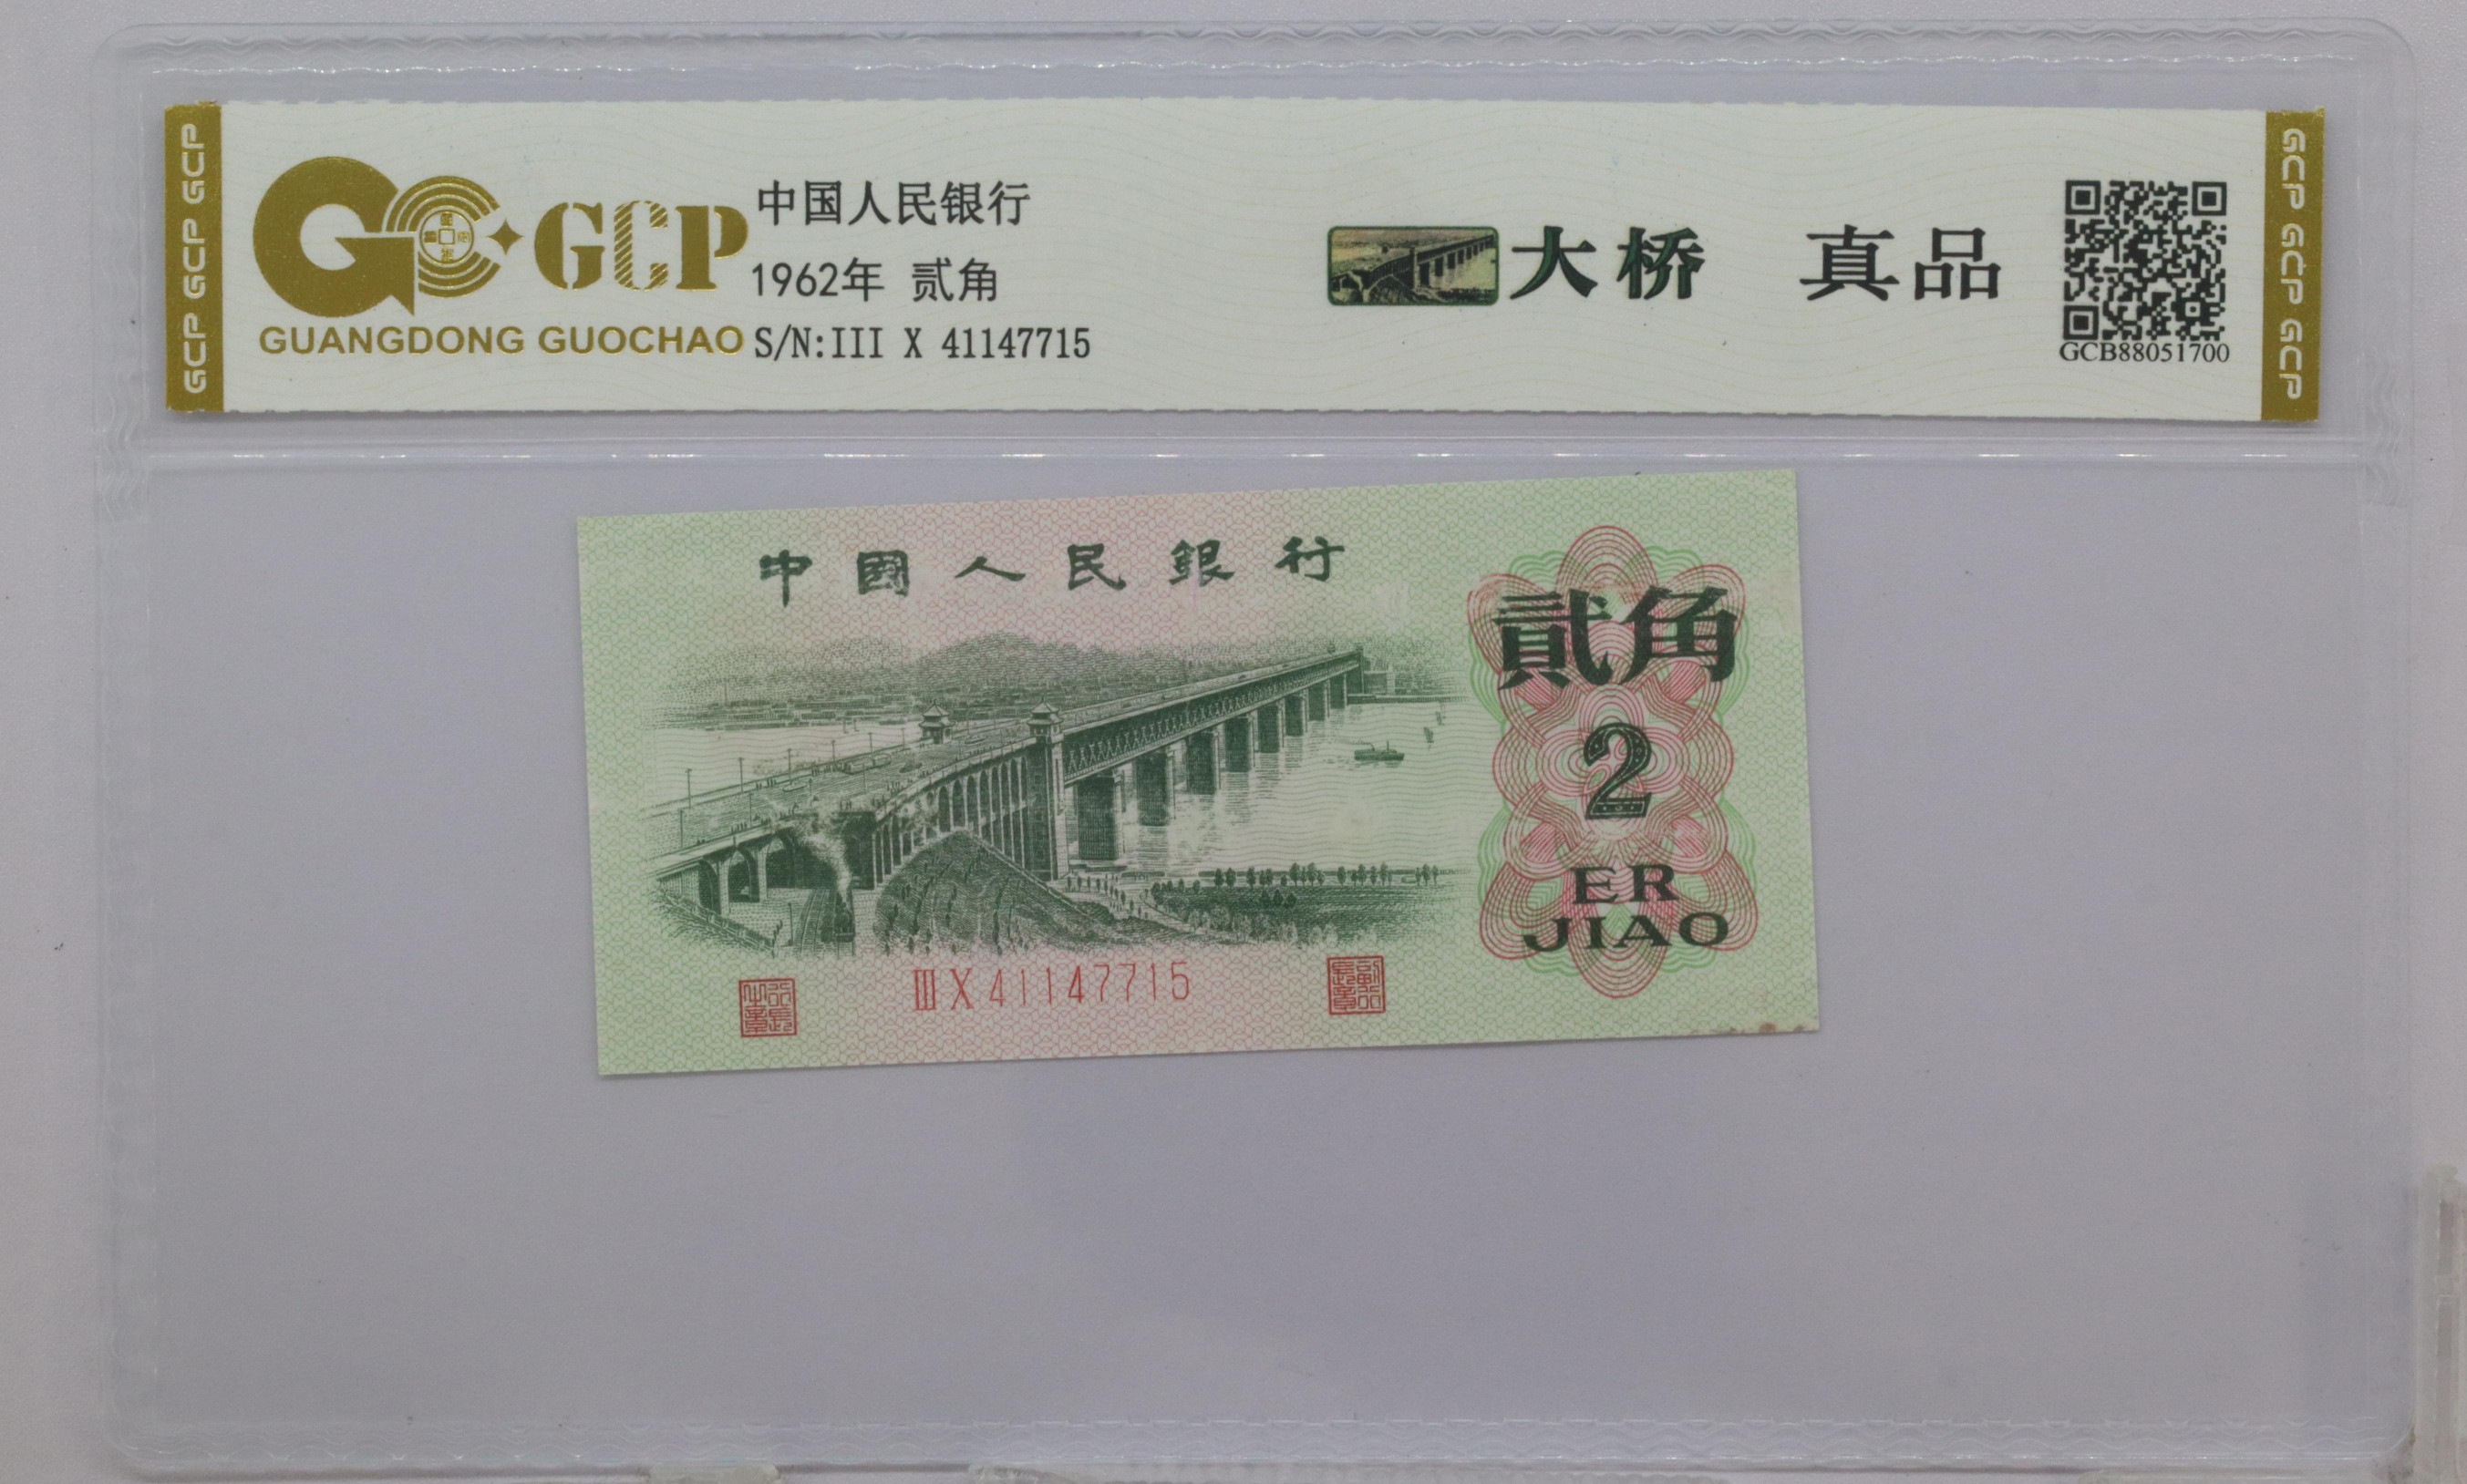 GCP GCP GCP
GCP
GUANGDONG GUOCHAO
中国人民银行
1962年 贰角
S/N:III X 41147715
大桥 真品
GCB88051700
GCP GCP GCP
中國人民銀行
貳角
2
ER
JIAO
III X 41147715